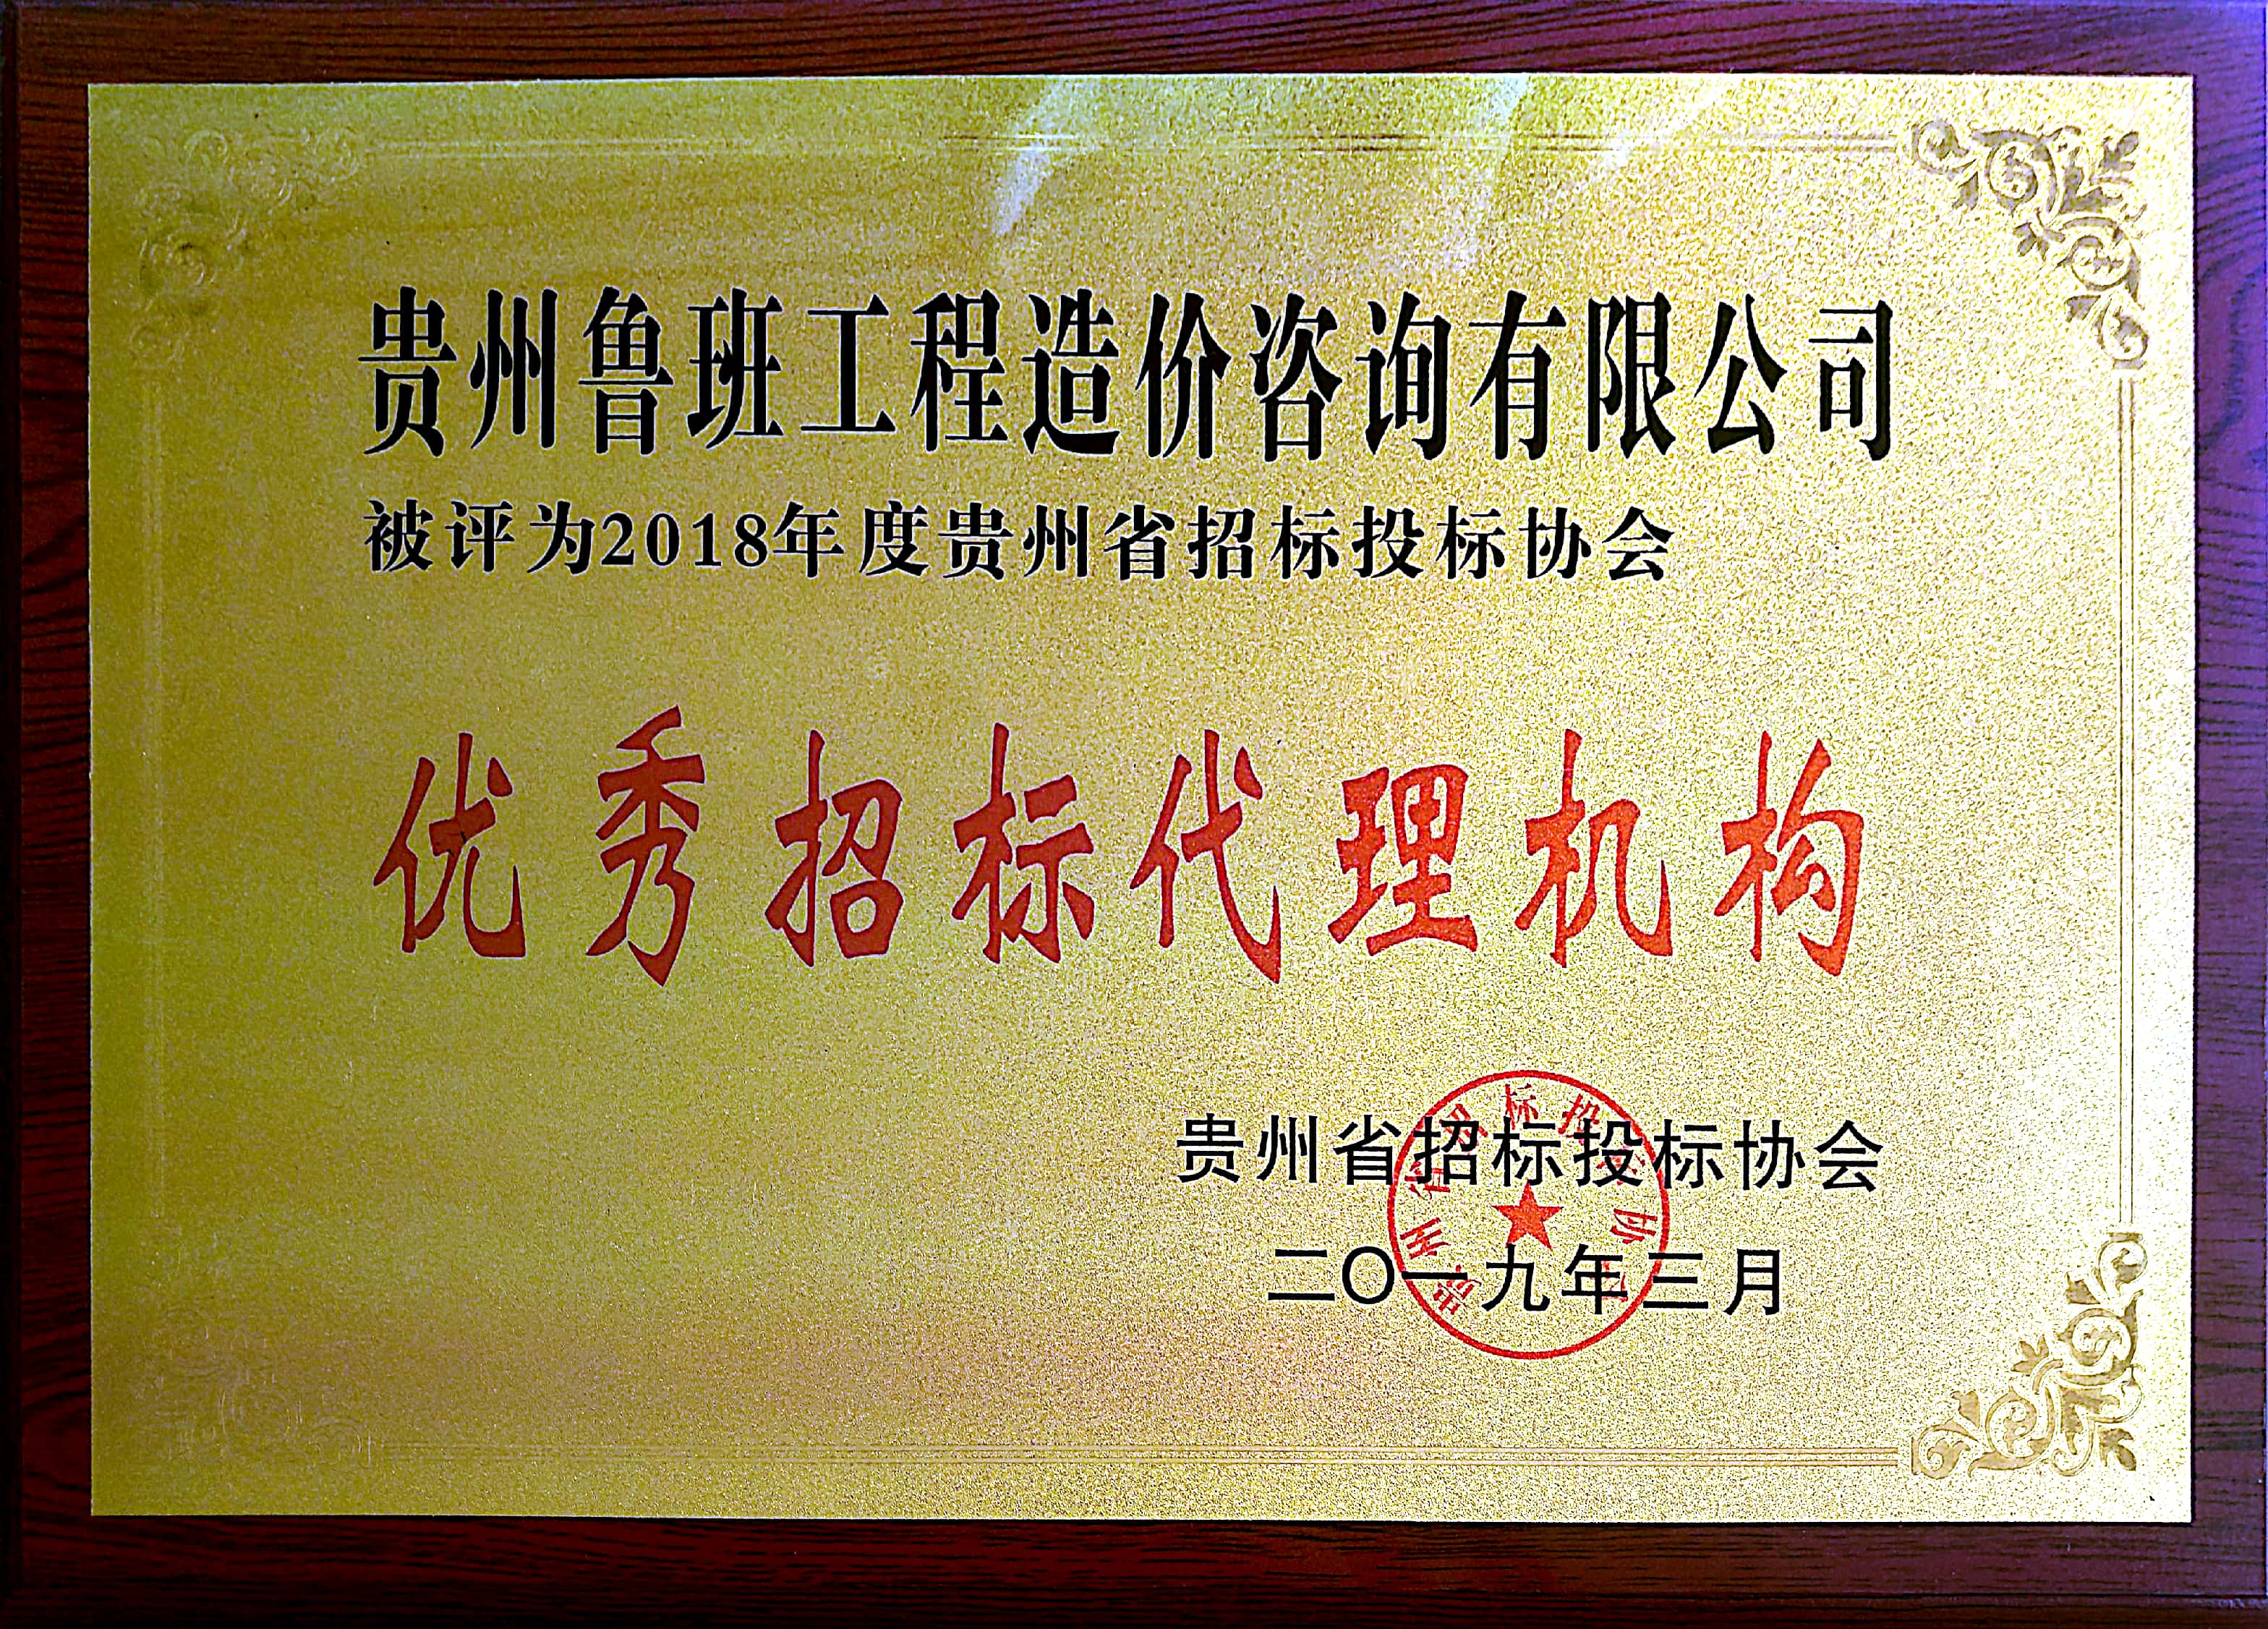 贵州鲁班工程造价咨询有限公司
被评为2018年度贵州省招标投标协会
优秀招标代理机构
贵州省招标投标协会
二〇一九年三月